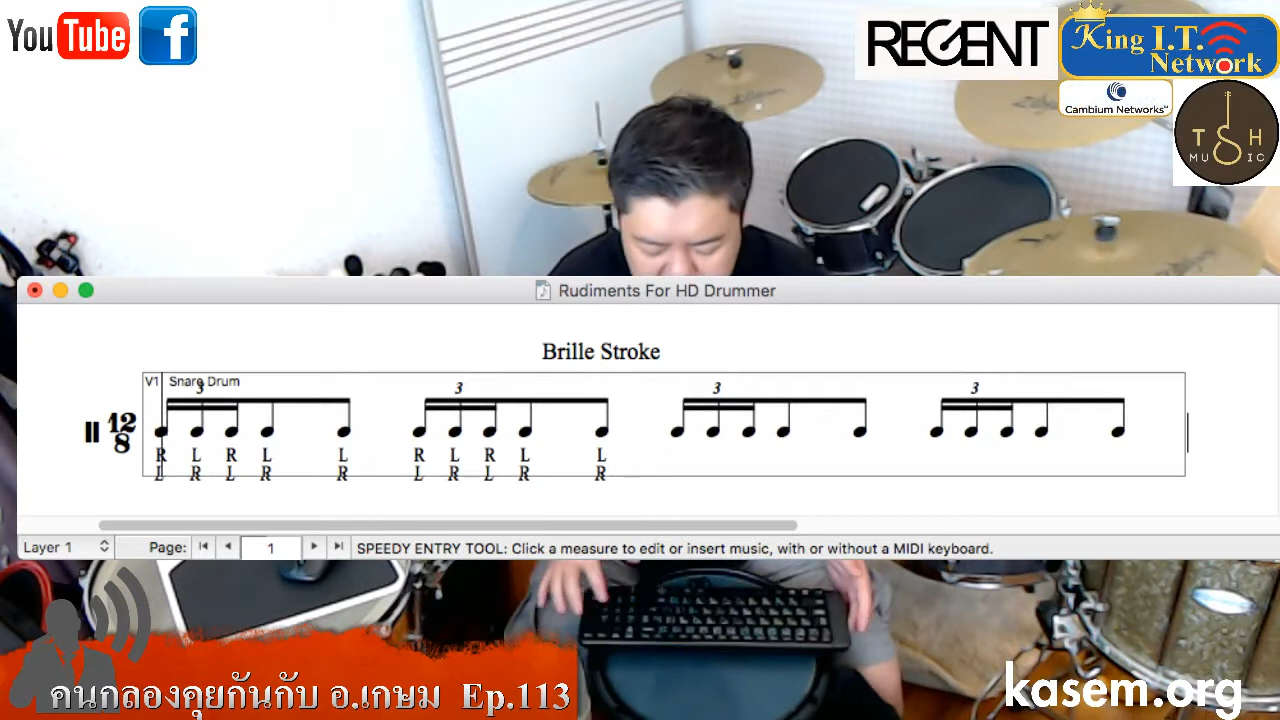 YouTube f
REGENT
King I.T. Network
Cambium Networks™
T S H
MUSIC
Rudiments For HD Drummer
Brille Stroke
V1 Snare Drum
3 3 3 3
12
8
R L R L L R L R L L
L R L R R L R L R R
Layer 1 Page: 1 SPEEDY ENTRY TOOL: Click a measure to edit or insert music, with or without a MIDI keyboard.
คนกลองคุยกันกับ อ.เกษม Ep.113
kasem.org